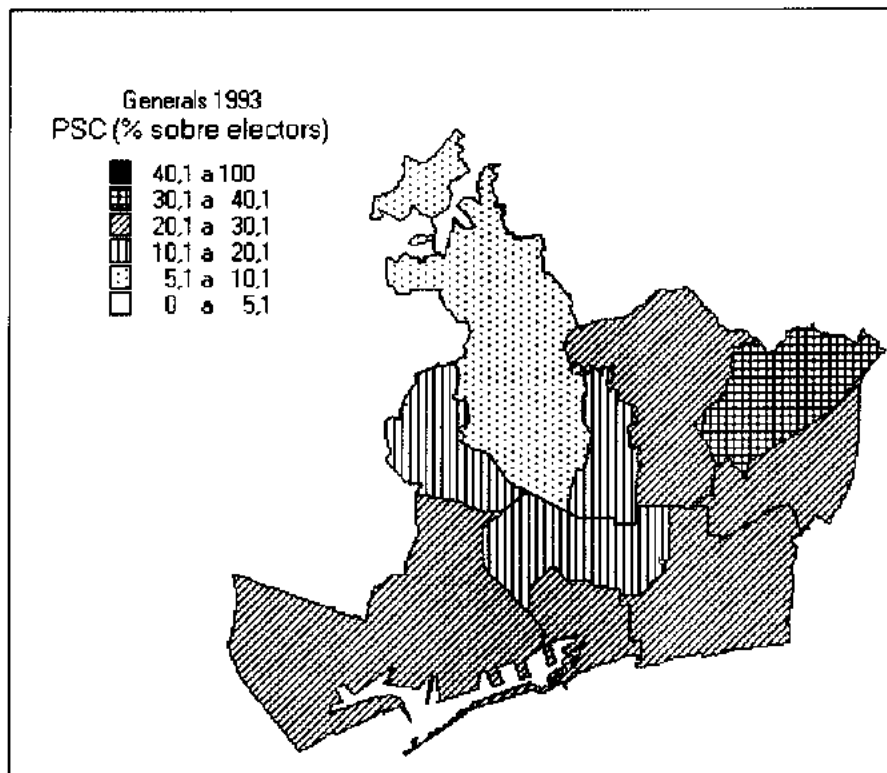 Generals 1993
PSC (% sobre electors)
40,1 a 100
30,1 a 40,1
20,1 a 30,1
10,1 a 20,1
5,1 a 10,1
0 a 5,1